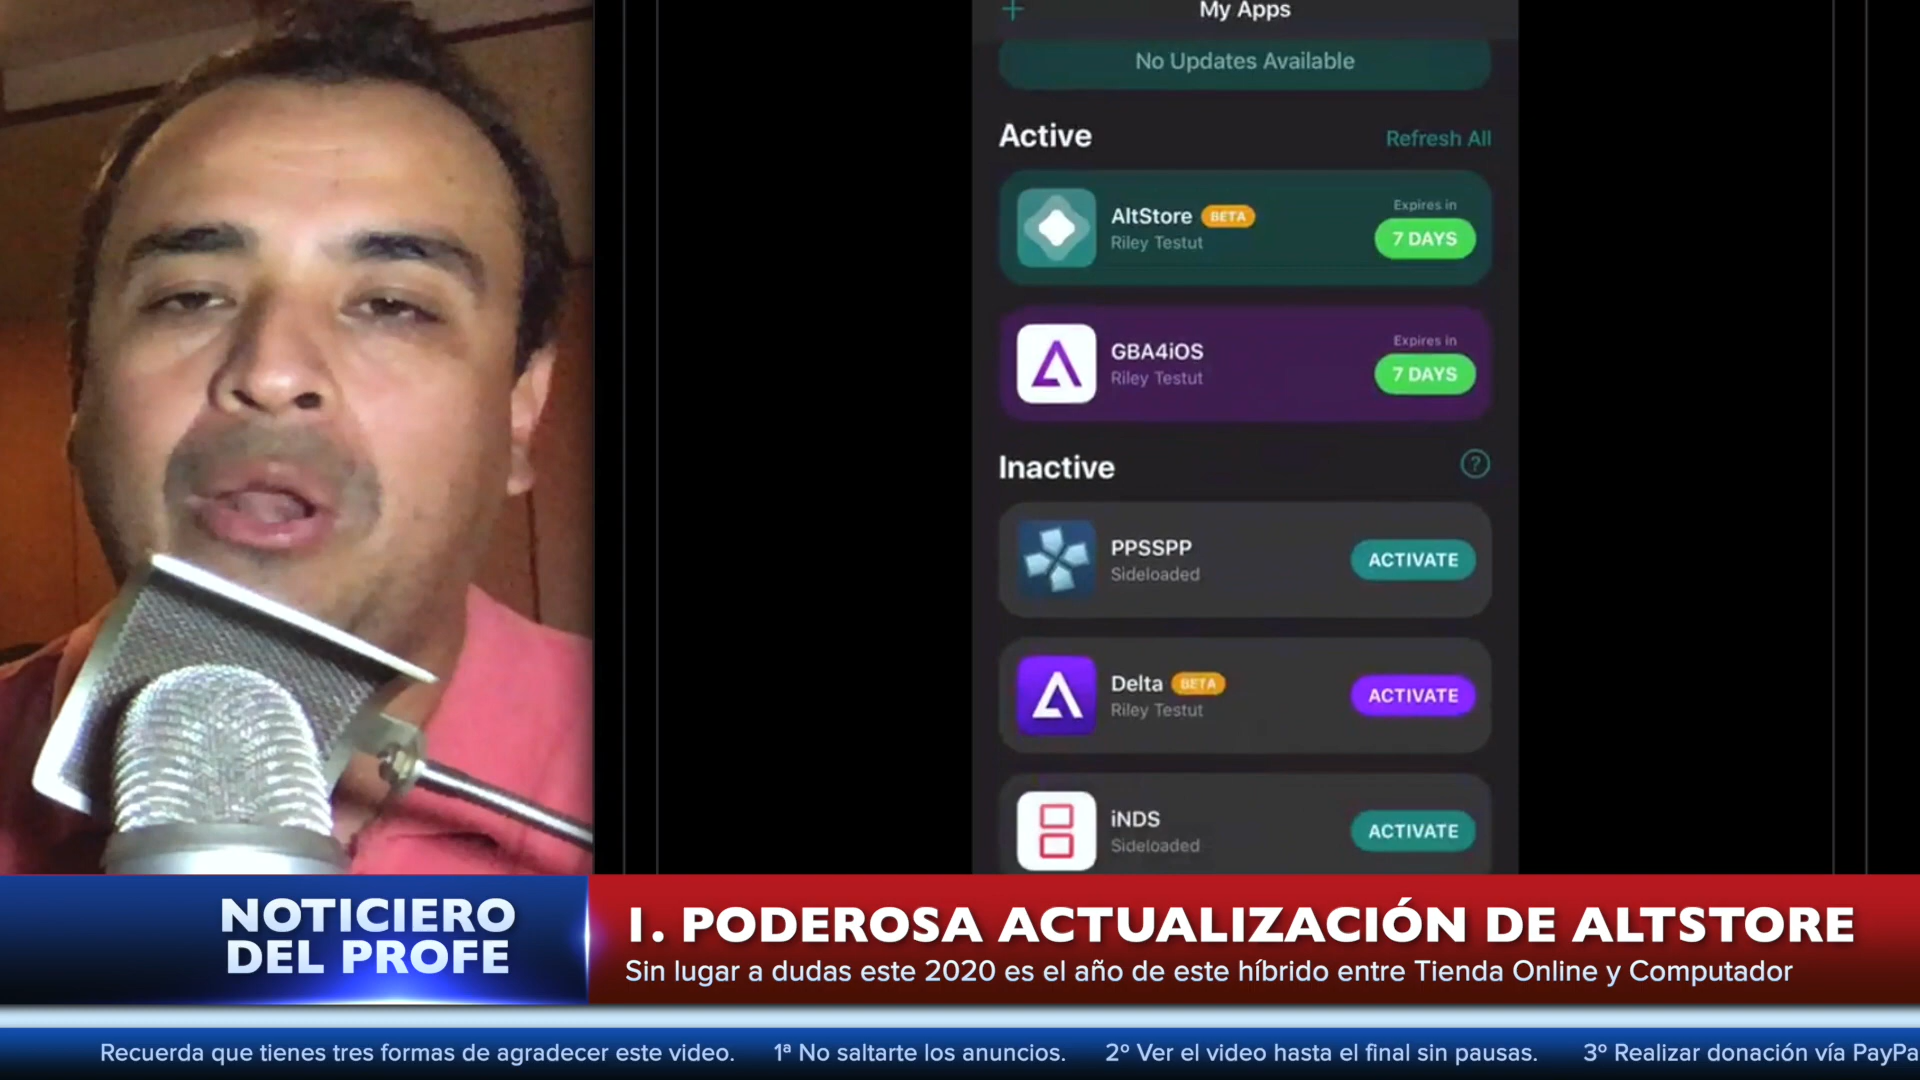 My Apps
No Updates Available
Active
Refresh All
AltStore BETA
Riley Testut
Expires in
7 DAYS
GBA4iOS
Riley Testut
Expires in
7 DAYS
Inactive
?
PPSSPP
Sideloaded
ACTIVATE
Delta BETA
Riley Testut
ACTIVATE
iNDS
Sideloaded
ACTIVATE
NOTICIERO
DEL PROFE
1. PODEROSA ACTUALIZACIÓN DE ALTSTORE
Sin lugar a dudas este 2020 es el año de este híbrido entre Tienda Online y Computador
Recuerda que tienes tres formas de agradecer este video. 1ª No saltarte los anuncios. 2º Ver el video hasta el final sin pausas. 3º Realizar donación vía PayPa